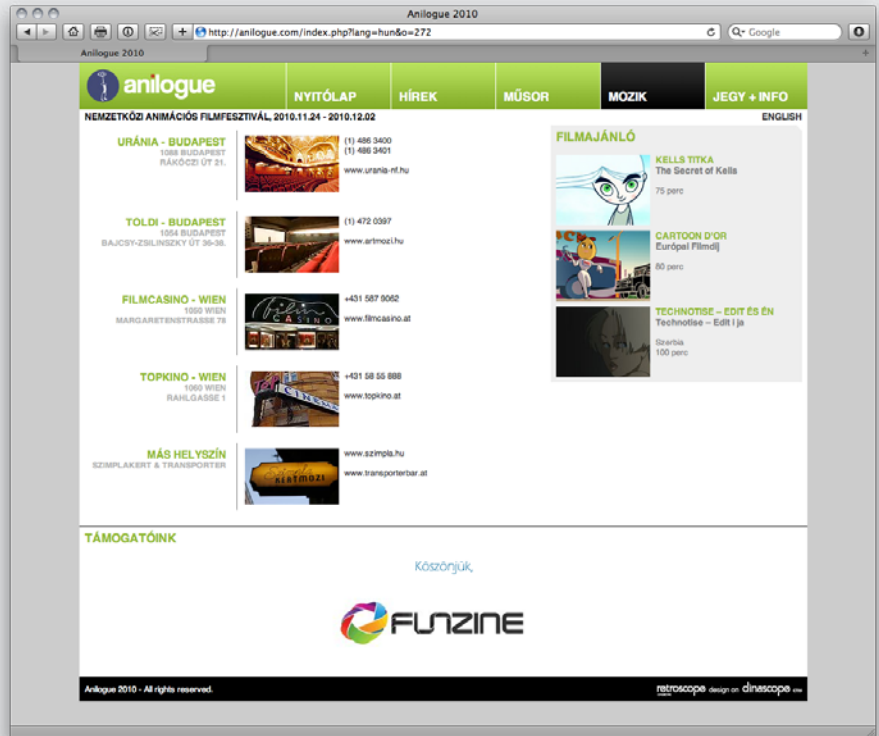 Anilogue 2010
http://anilogue.com/index.php?lang=hun&o=272
Google
Anilogue 2010
anilogue
NYITÓLAP
HÍREK
MŰSOR
MOZIK
JEGY + INFO
NEMZETKÖZI ANIMÁCIÓS FILMFESZTIVÁL, 2010.11.24 - 2010.12.02
ENGLISH
URÁNIA - BUDAPEST
1088 BUDAPEST
RÁKÓCZI ÚT 21.
(1) 486 3400
(1) 486 3401
www.urania-nf.hu
TOLDI - BUDAPEST
1054 BUDAPEST
BAJCSY-ZSILINSZKY ÚT 36-38.
(1) 472 0397
www.artmozi.hu
FILMCASINO - WIEN
1050 WIEN
MARGARETENSTRASSE 78
film
CASINO
+431 587 9062
www.filmcasino.at
TOPKINO - WIEN
1060 WIEN
RAHLGASSE 1
TOP
CINEMA
+431 58 55 888
www.topkino.at
MÁS HELYSZÍN
SZIMPLAKERT & TRANSPORTER
Szimpla
KERTMOZI
www.szimpla.hu
www.transporterbar.at
FILMAJÁNLÓ
KELLS TITKA
The Secret of Kells
75 perc
CARTOON D'OR
Európai Filmdíj
80 perc
TECHNOTISE – EDIT ÉS ÉN
Technotise – Edit i ja
Szerbia
100 perc
TÁMOGATÓINK
Köszönjük,
FUNZINE
Anilogue 2010 - All rights reserved.
retroscope design on dinascope